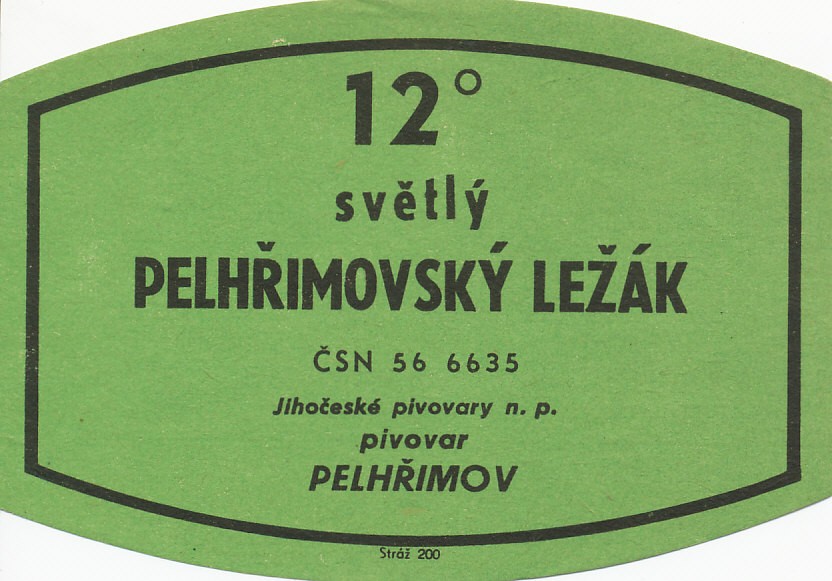 12°
světlý
PELHŘIMOVSKÝ LEŽÁK
ČSN 56 6635
Jihočeské pivovary n. p.
pivovar
PELHŘIMOV
Stráž 200